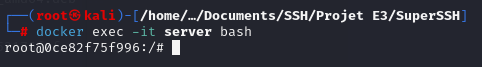 ┌──(root㉿kali)-[/home/…/Documents/SSH/Projet E3/SuperSSH]
└─# docker exec -it server bash
root@0ce82f75f996:/#